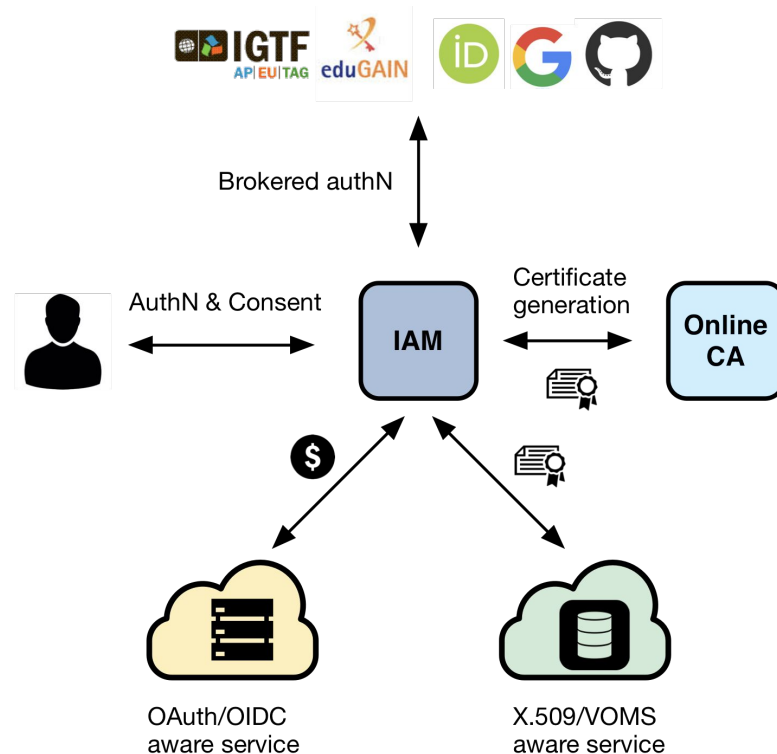 IGTF
AP|EU|TAG
eduGAIN
iD
G
Brokered authN
AuthN & Consent
Certificate
generation
IAM
Online
CA
$
OAuth/OIDC
aware service
X.509/VOMS
aware service